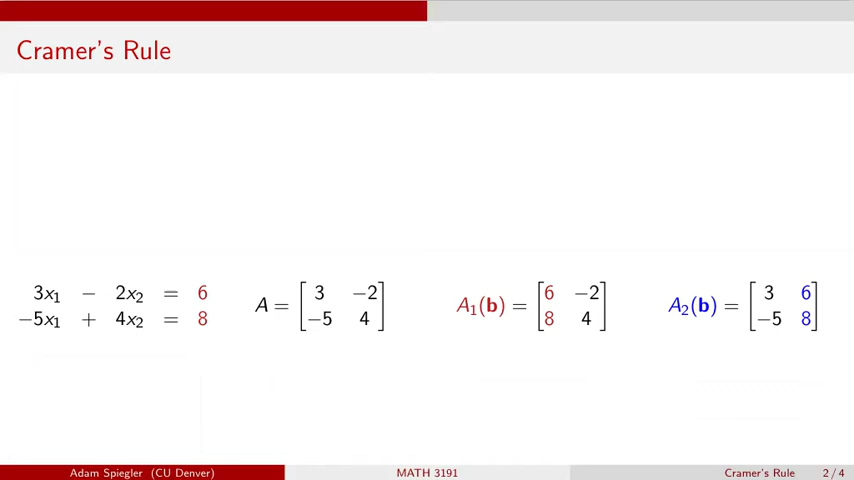 Cramer's Rule
3x₁ − 2x₂ = 6
−5x₁ + 4x₂ = 8
A = [3 −2; −5 4]
A₁(b) = [6 −2; 8 4]
A₂(b) = [3 6; −5 8]
Adam Spiegler (CU Denver) MATH 3191 Cramer's Rule 2 / 4